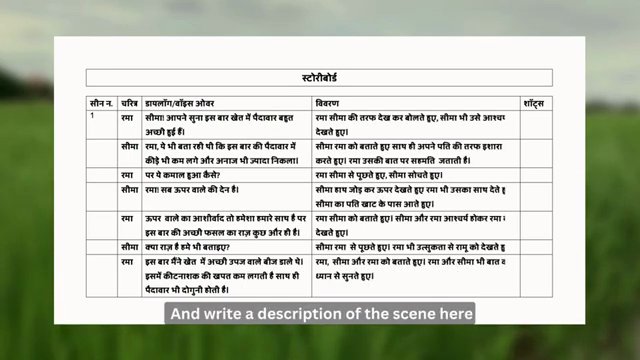 स्टोरीबोर्ड
सीन न. चरित्र डायलॉग/वॉइस ओवर विवरण शॉट्स
1 रमा सीमा! आपने सुना इस बार खेत में पैदावार बहुत रमा सीमा की तरफ देख कर बोलते हुए, सीमा भी उसे
अच्छी हुई हैं। देखते हुए।
सीमा रमा, ये भी बता रही थी कि इस बार की पैदावार में सीमा रमा को बताते हुए साथ ही अपने पति की तरफ इशारा
कीड़े भी कम लगे और अनाज भी ज्यादा निकला। करते हुए। रमा उसकी बात पर सहमति जताती है।
रमा पर ये कमाल हुआ कैसे? रमा सीमा से पूछते हुए, सीमा सोचते हुए।
सीमा रमा! सब ऊपर वाले की देन है। सीमा हाथ जोड़ कर ऊपर देखते हुए रमा भी उसका साथ देते
सीमा का पति खाट के पास आते हुए।
रमा ऊपर वाले का आशीर्वाद तो हमेशा हमारे साथ है पर रमा सीमा को बताते हुए। सीमा और रमा आश्चर्य होकर रमा
इस बार की अच्छी फसल का राज़ कुछ और ही है। देखते हुए।
सीमा क्या राज़ है हमे भी बताइए? सीमा रमा से पूछते हुए। रमा भी उत्सुकता से रामू को देखते
रमा इस बार मैंने खेत में अच्छी उपज वाले बीज डाले थे। रमा, सीमा और रमा को बताते हुए। रमा और सीमा भी बात
इसमें कीटनाशक की खपत कम लगती है साथ ही ध्यान से सुनते हुए।
पैदावार भी दोगुनी होती है।
And write a description of the scene here